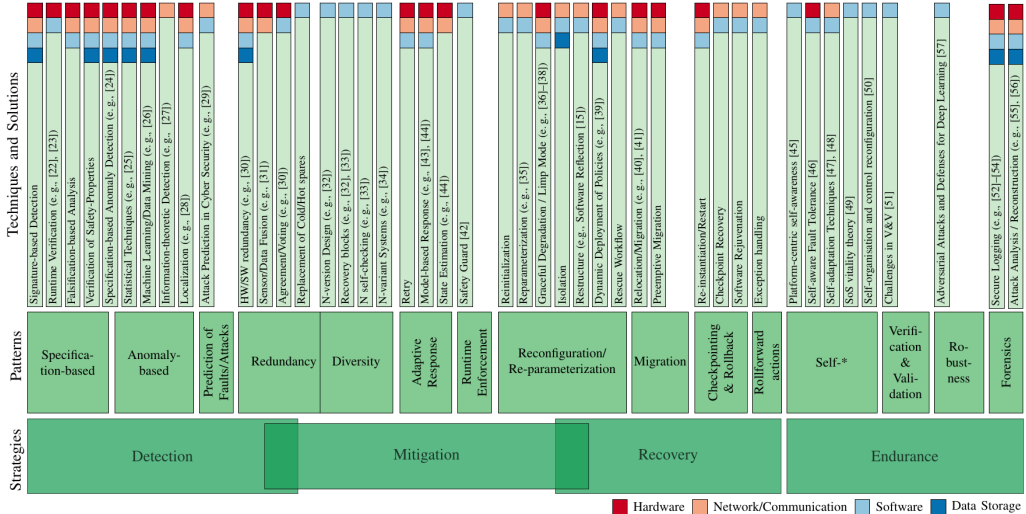 Techniques and Solutions
Signature-based Detection
Runtime Verification (e. g., [22], [23])
Falsification-based Analysis
Verification of Safety-Properties
Specification-based Anomaly Detection (e. g., [24])
Statistical Techniques (e. g., [25])
Machine Learning/Data Mining (e. g., [26])
Information-theoretic Detection (e. g., [27])
Localization (e. g., [28])
Attack Prediction in Cyber Security (e. g., [29])
HW/SW redundancy (e. g., [30])
Sensor/Data Fusion (e. g., [31])
Agreement/Voting (e. g., [30])
Replacement of Cold/Hot spares
N-version Design (e. g., [32])
Recovery blocks (e. g., [32], [33])
N self-checking (e. g., [33])
N-variant Systems (e. g., [34])
Retry
Model-based Response (e. g., [43], [44])
State Estimation (e. g., [44])
Safety Guard [42]
Reinitialization
Reparameterization (e. g., [35])
Graceful Degradation / Limp Mode (e. g., [36]–[38])
Isolation
Restructure (e. g., Software Reflection [15])
Dynamic Deployment of Policies (e. g., [39])
Rescue Workflow
Relocation/Migration (e. g., [40], [41])
Preemptive Migration
Re-instantiation/Restart
Checkpoint Recovery
Software Rejuvenation
Exception handling
Platform-centric self-awareness [45]
Self-aware Fault Tolerance [46]
Self-adaptation Techniques [47], [48]
SoS vitality theory [49]
Self-organisation and control reconfiguration [50]
Challenges in V&V [51]
Adversarial Attacks and Defenses for Deep Learning [57]
Secure Logging (e. g., [52]–[54])
Attack Analysis / Reconstruction (e. g., [55], [56])
Patterns
Specifica-
tion-based
Anomaly-
based
Prediction of
Faults/Attacks
Redundancy
Diversity
Adaptive
Response
Runtime
Enforcement
Reconfiguration/
Re-parameterization
Migration
Checkpointing
& Rollback
Rollforward
actions
Self-*
Verifi-
cation
&
Vali-
dation
Ro-
bust-
ness
Forensics
Strategies
Detection
Mitigation
Recovery
Endurance
Hardware
Network/Communication
Software
Data Storage